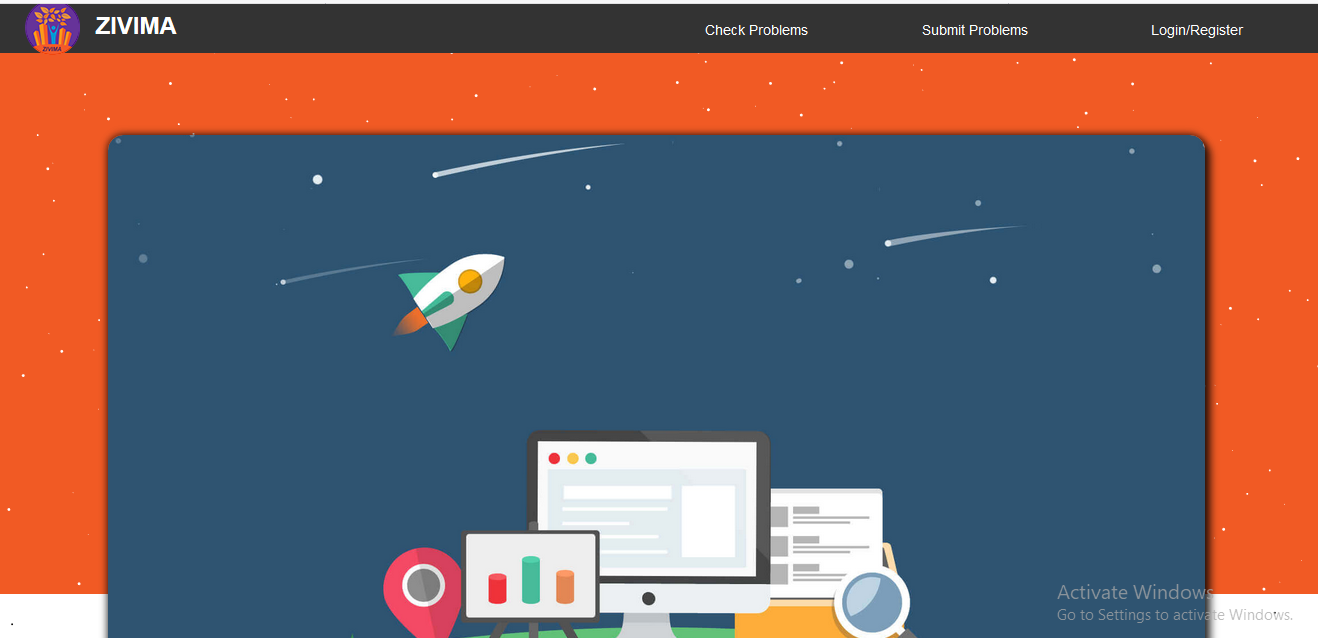 ZIVIMA
ZIVIMA
Check Problems
Submit Problems
Login/Register
Activate Windows
Go to Settings to activate Windows.